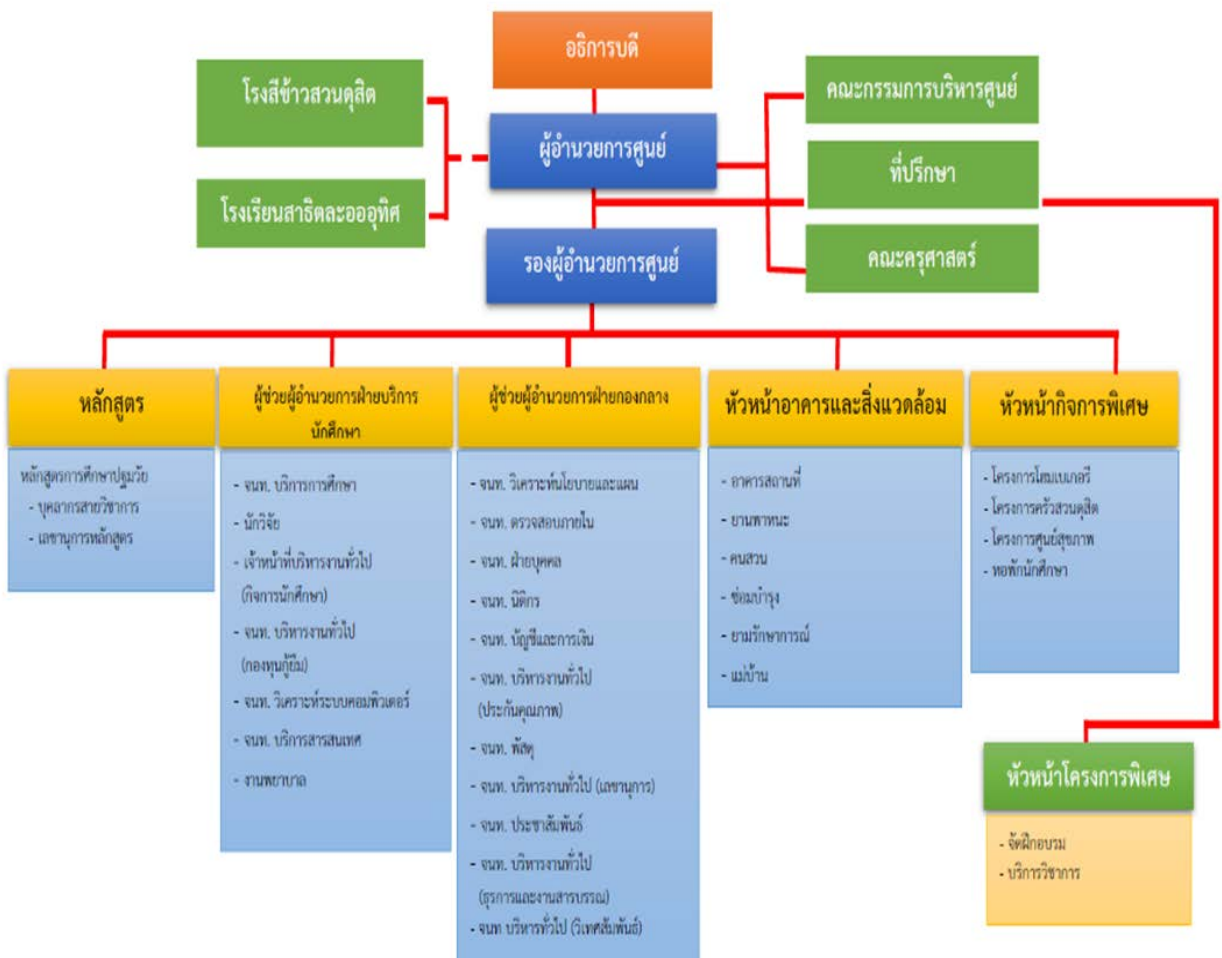 อธิการบดี
โรงสีข้าวสวนดุสิต
คณะกรรมการบริหารศูนย์
ผู้อำนวยการศูนย์
ที่ปรึกษา
โรงเรียนสาธิตละอออุทิศ
รองผู้อำนวยการศูนย์
คณะครุศาสตร์
หลักสูตร
หลักสูตรการศึกษาปฐมวัย
- บุคลากรสายวิชาการ
- เลขานุการหลักสูตร
ผู้ช่วยผู้อำนวยการฝ่ายบริการ
นักศึกษา
- จนท. บริการการศึกษา
- นักวิจัย
- เจ้าหน้าที่บริหารงานทั่วไป
(กิจการนักศึกษา)
- จนท. บริหารงานทั่วไป
(กองทุนกู้ยืม)
- จนท. วิเคราะห์ระบบคอมพิวเตอร์
- จนท. บริการสารสนเทศ
- งานพยาบาล
ผู้ช่วยผู้อำนวยการฝ่ายกองกลาง
- จนท. วิเคราะห์นโยบายและแผน
- จนท. ตรวจสอบภายใน
- จนท. ฝ่ายบุคคล
- จนท. นิติกร
- จนท. บัญชีและการเงิน
- จนท. บริหารงานทั่วไป
(ประกันคุณภาพ)
- จนท. พัสดุ
- จนท. บริหารงานทั่วไป (เลขานุการ)
- จนท. ประชาสัมพันธ์
- จนท. บริหารงานทั่วไป
(ธุรการและงานสารบรรณ)
- จนท บริหารทั่วไป (วิเทศสัมพันธ์)
หัวหน้าอาคารและสิ่งแวดล้อม
- อาคารสถานที่
- ยานพาหนะ
- คนสวน
- ซ่อมบำรุง
- ยามรักษาการณ์
- แม่บ้าน
หัวหน้ากิจการพิเศษ
- โครงการโฮมเบเกอรี
- โครงการครัวสวนดุสิต
- โครงการศูนย์สุขภาพ
- หอพักนักศึกษา
หัวหน้าโครงการพิเศษ
- จัดฝึกอบรม
- บริการวิชาการ